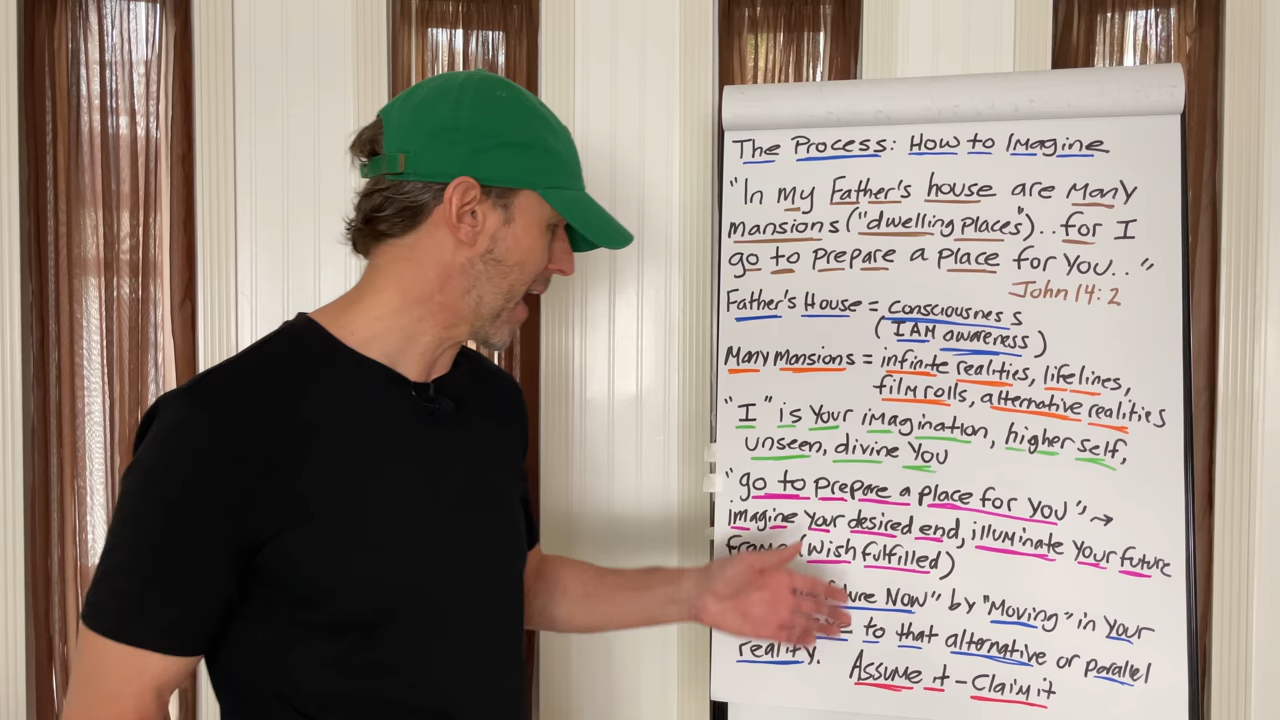 The Process: How to Imagine
"In my Father's house are Many
mansions ("dwelling places")..for I
go to prepare a place for you.."
John 14:2
Father's House = consciousness
(I AM awareness)
Many mansions = infinite realities, lifelines,
film rolls, alternative realities
"I" is your imagination, higher self,
unseen, divine You
"go to prepare a place for you" →
imagine your desired end, illuminate your future
(wish fulfilled)
Now" by "Moving" in your
to that alternative or parallel
reality.
Assume it - Claim it